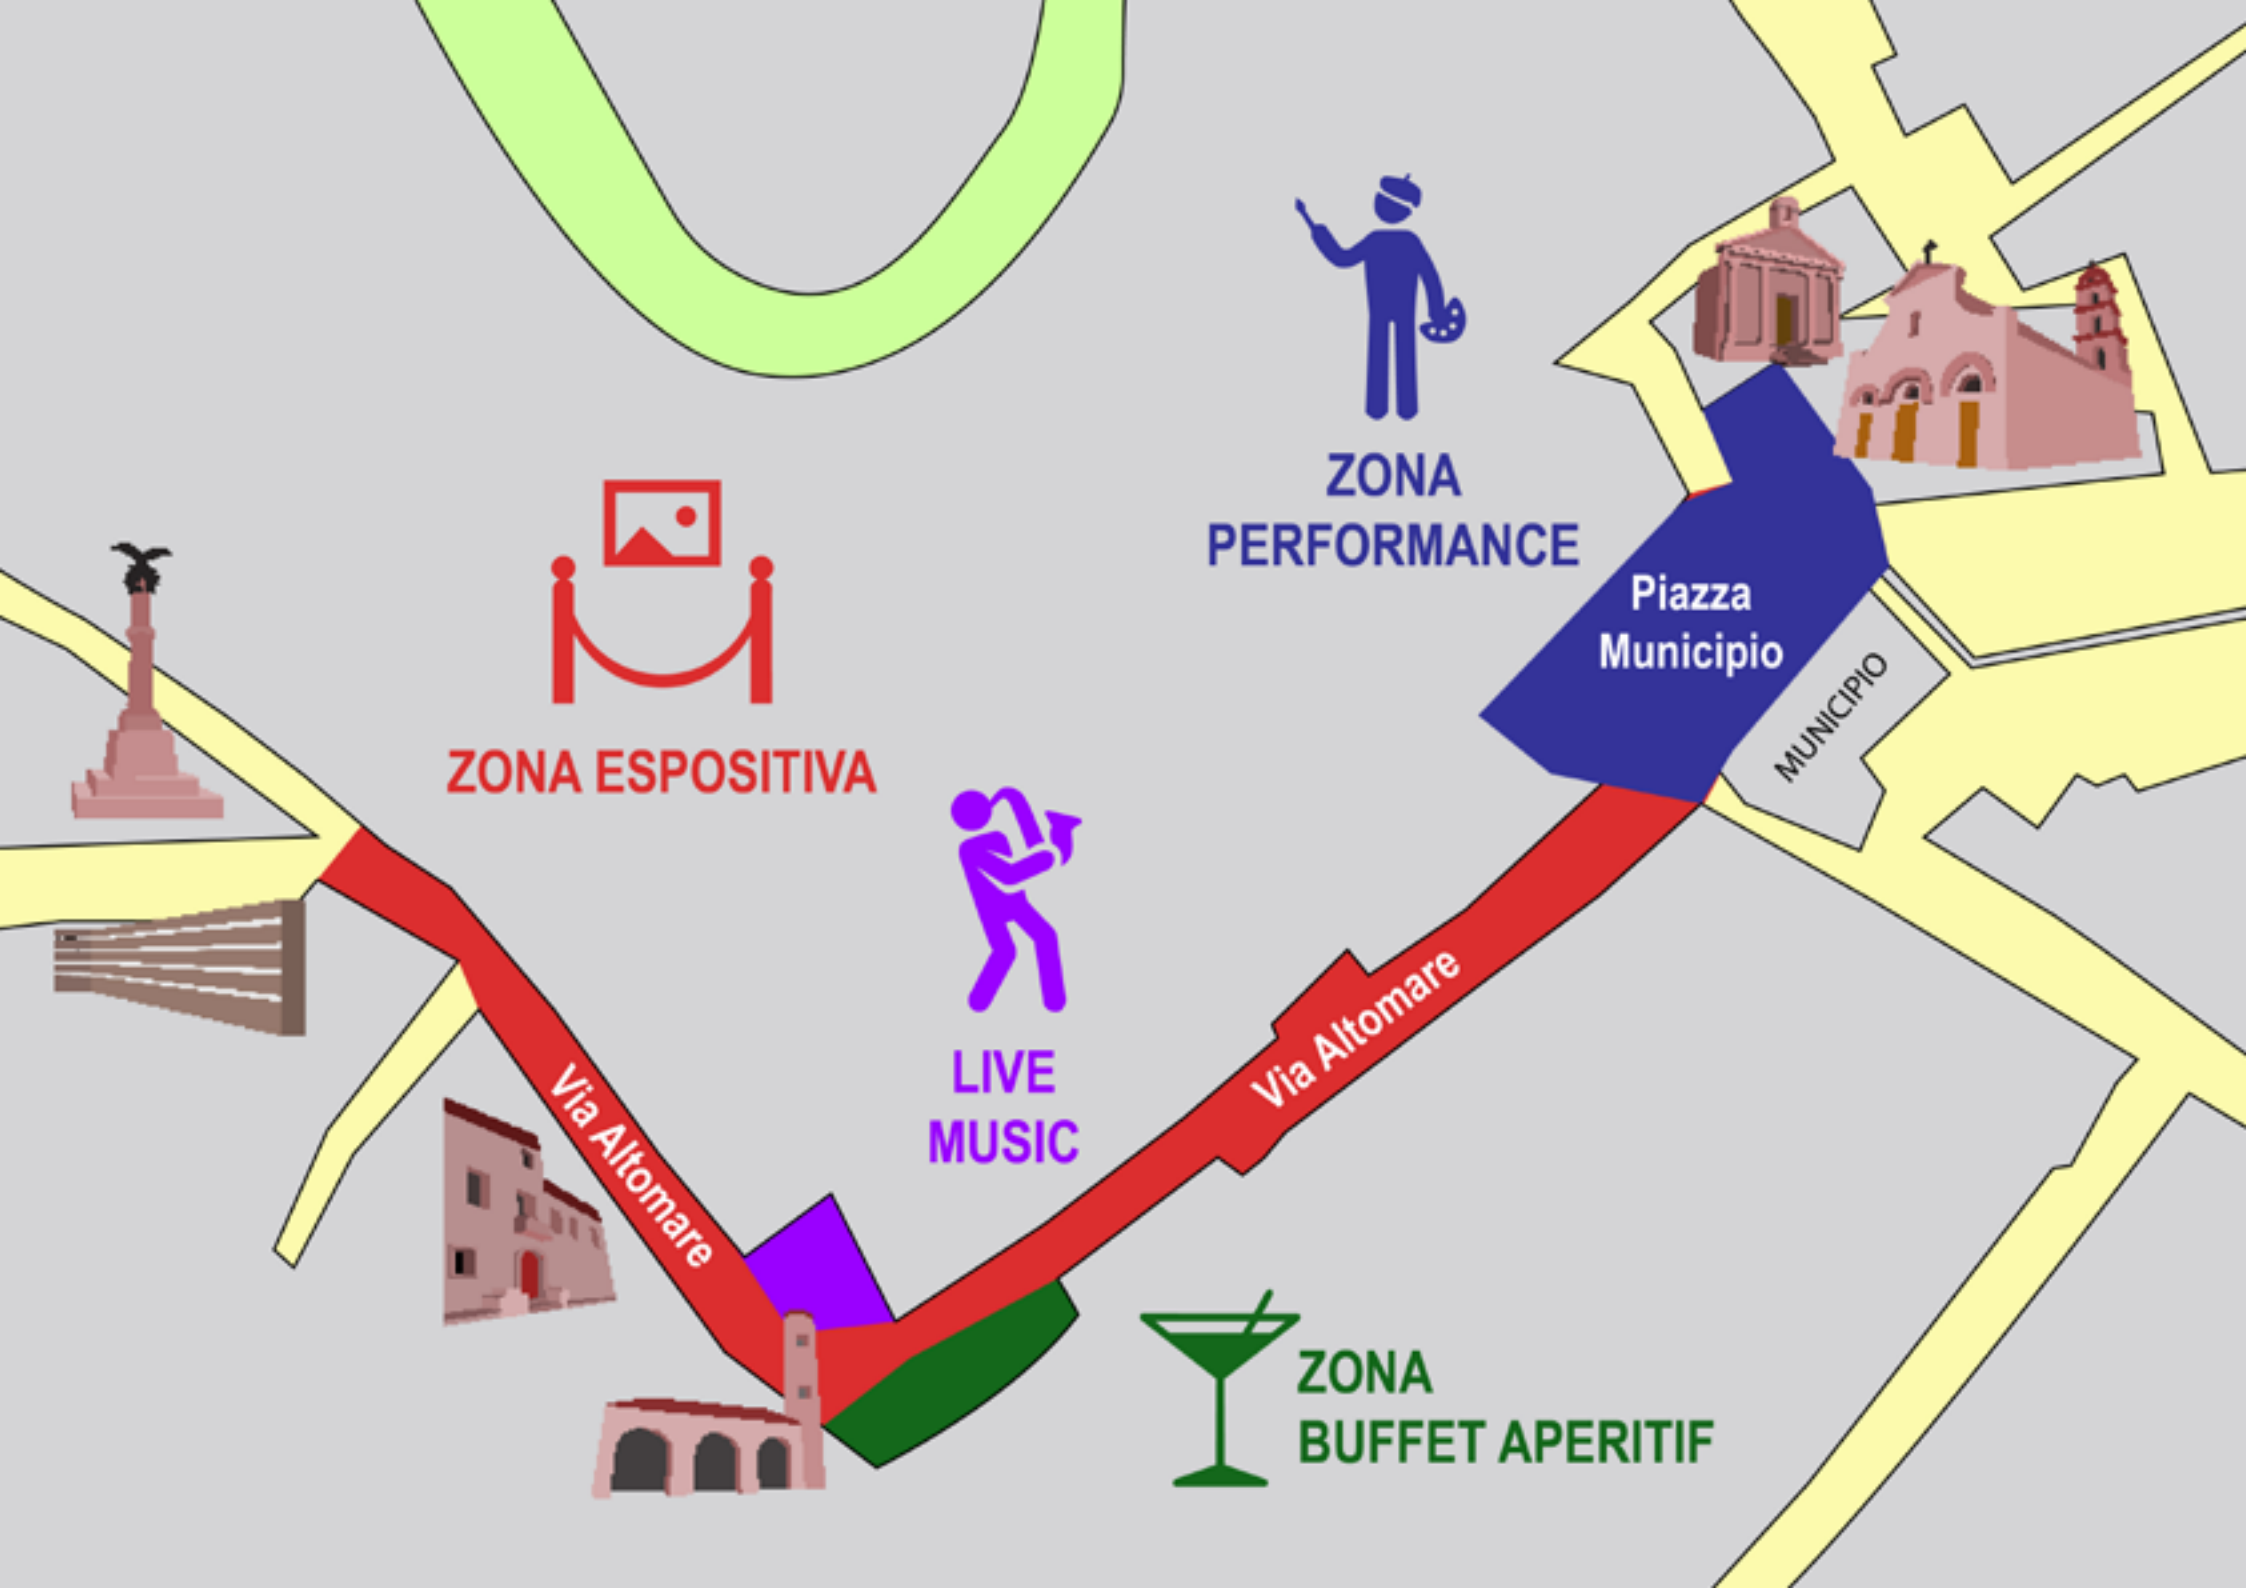 ZONA
PERFORMANCE
Piazza
Municipio
MUNICIPIO
ZONA ESPOSITIVA
LIVE
MUSIC
Via Altomare
Via Altomare
ZONA
BUFFET APERITIF